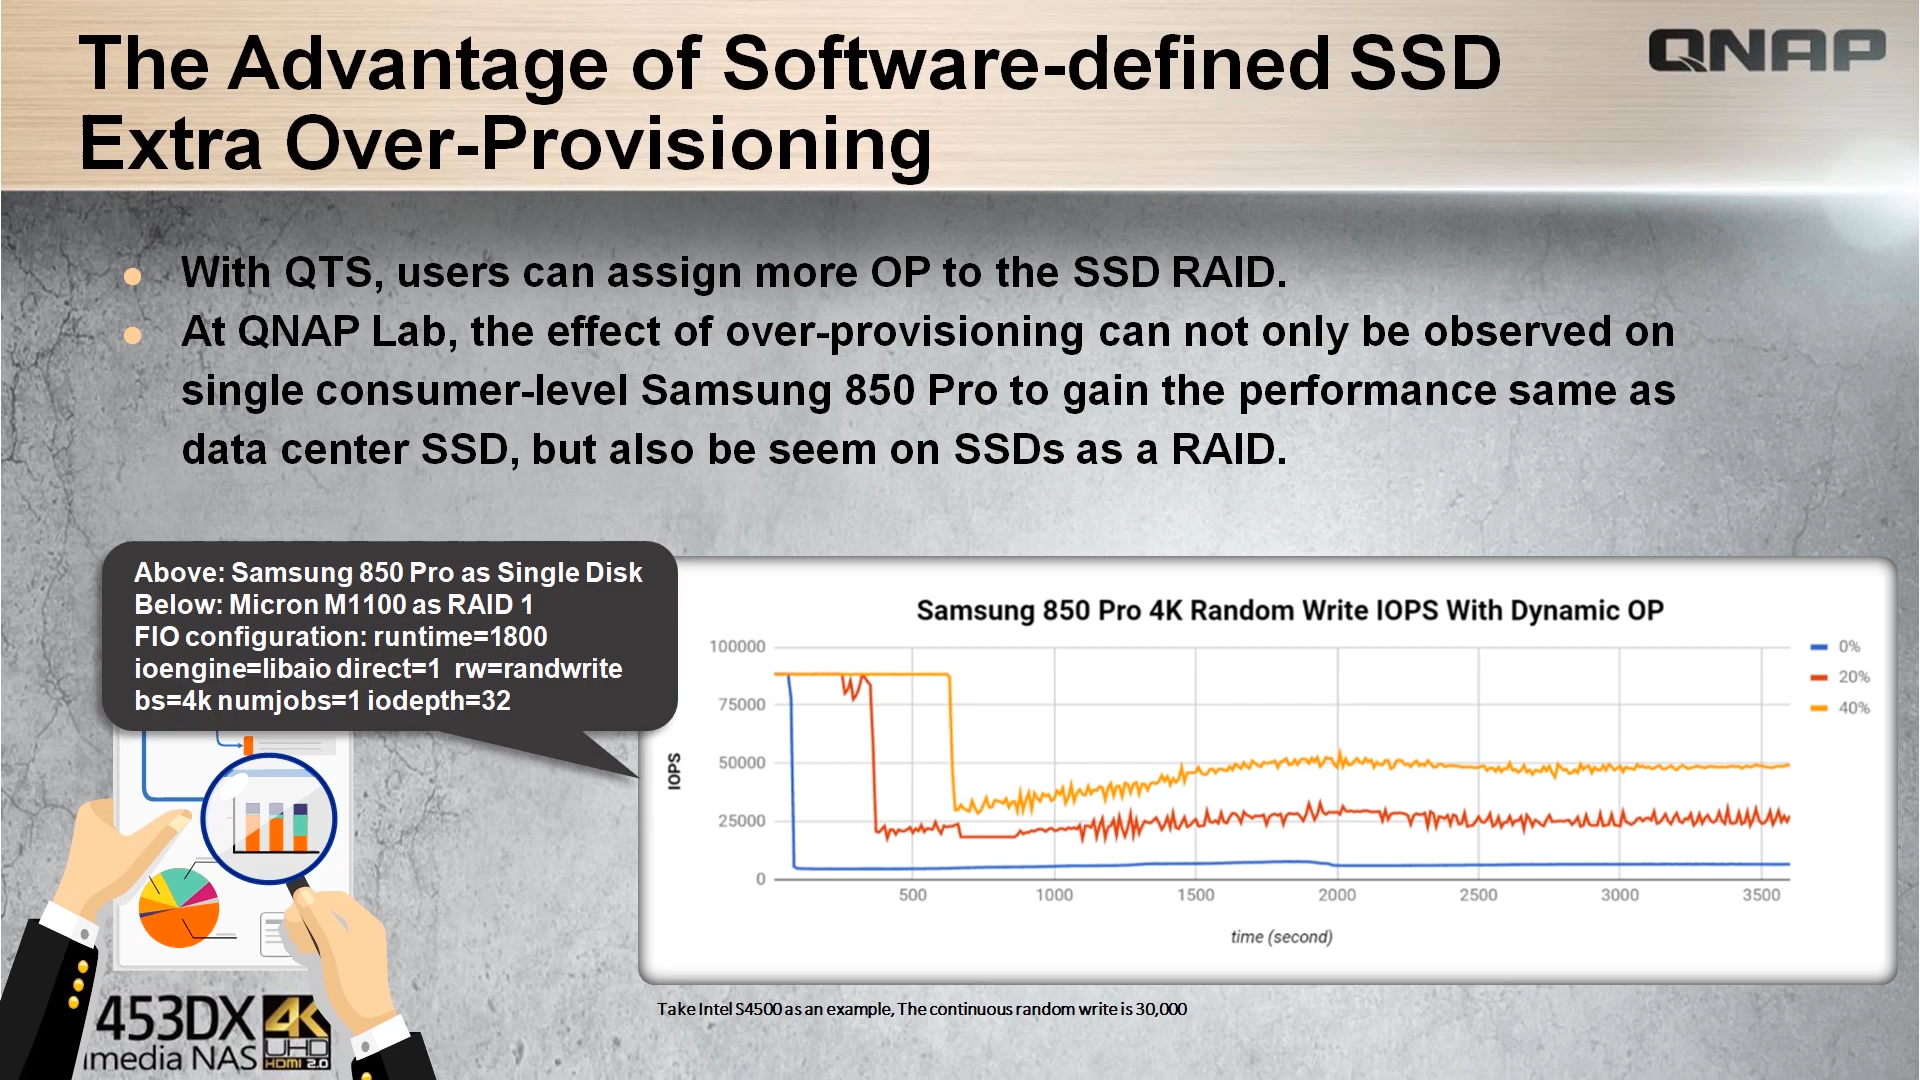 The Advantage of Software-defined SSD
Extra Over-Provisioning
QNAP
With QTS, users can assign more OP to the SSD RAID.
At QNAP Lab, the effect of over-provisioning can not only be observed on
single consumer-level Samsung 850 Pro to gain the performance same as
data center SSD, but also be seem on SSDs as a RAID.
Above: Samsung 850 Pro as Single Disk
Below: Micron M1100 as RAID 1
FIO configuration: runtime=1800
ioengine=libaio direct=1 rw=randwrite
bs=4k numjobs=1 iodepth=32
Samsung 850 Pro 4K Random Write IOPS With Dynamic OP
100000
75000
50000
25000
0
IOPS
500 1000 1500 2000 2500 3000 3500
time (second)
0%
20%
40%
Take Intel S4500 as an example, The continuous random write is 30,000
453DX
imedia NAS
4K
UHD
HDMI 2.0